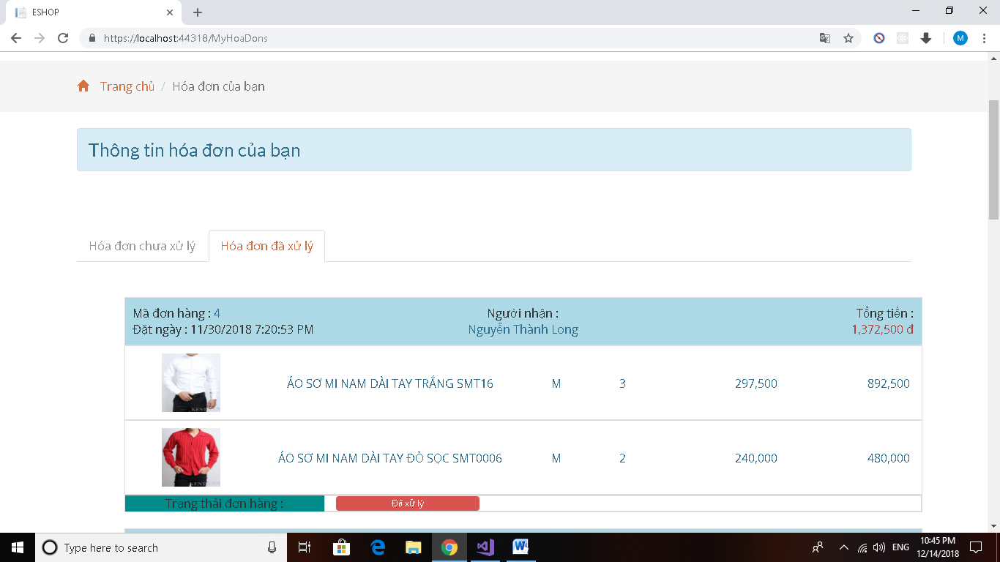 ESHOP
https://localhost:44318/MyHoaDons
M
Trang chủ / Hóa đơn của bạn
Thông tin hóa đơn của bạn
Hóa đơn chưa xử lý
Hóa đơn đã xử lý
Mã đơn hàng : 4
Đặt ngày : 11/30/2018 7:20:53 PM
Người nhận :
Nguyễn Thành Long
Tổng tiền :
1,372,500 đ
ÁO SƠ MI NAM DÀI TAY TRẮNG SMT16 M 3 297,500 892,500
ÁO SƠ MI NAM DÀI TAY ĐỎ SỌC SMT0006 M 2 240,000 480,000
Trạng thái đơn hàng : Đã xử lý
Type here to search
ENG
10:45 PM
12/14/2018